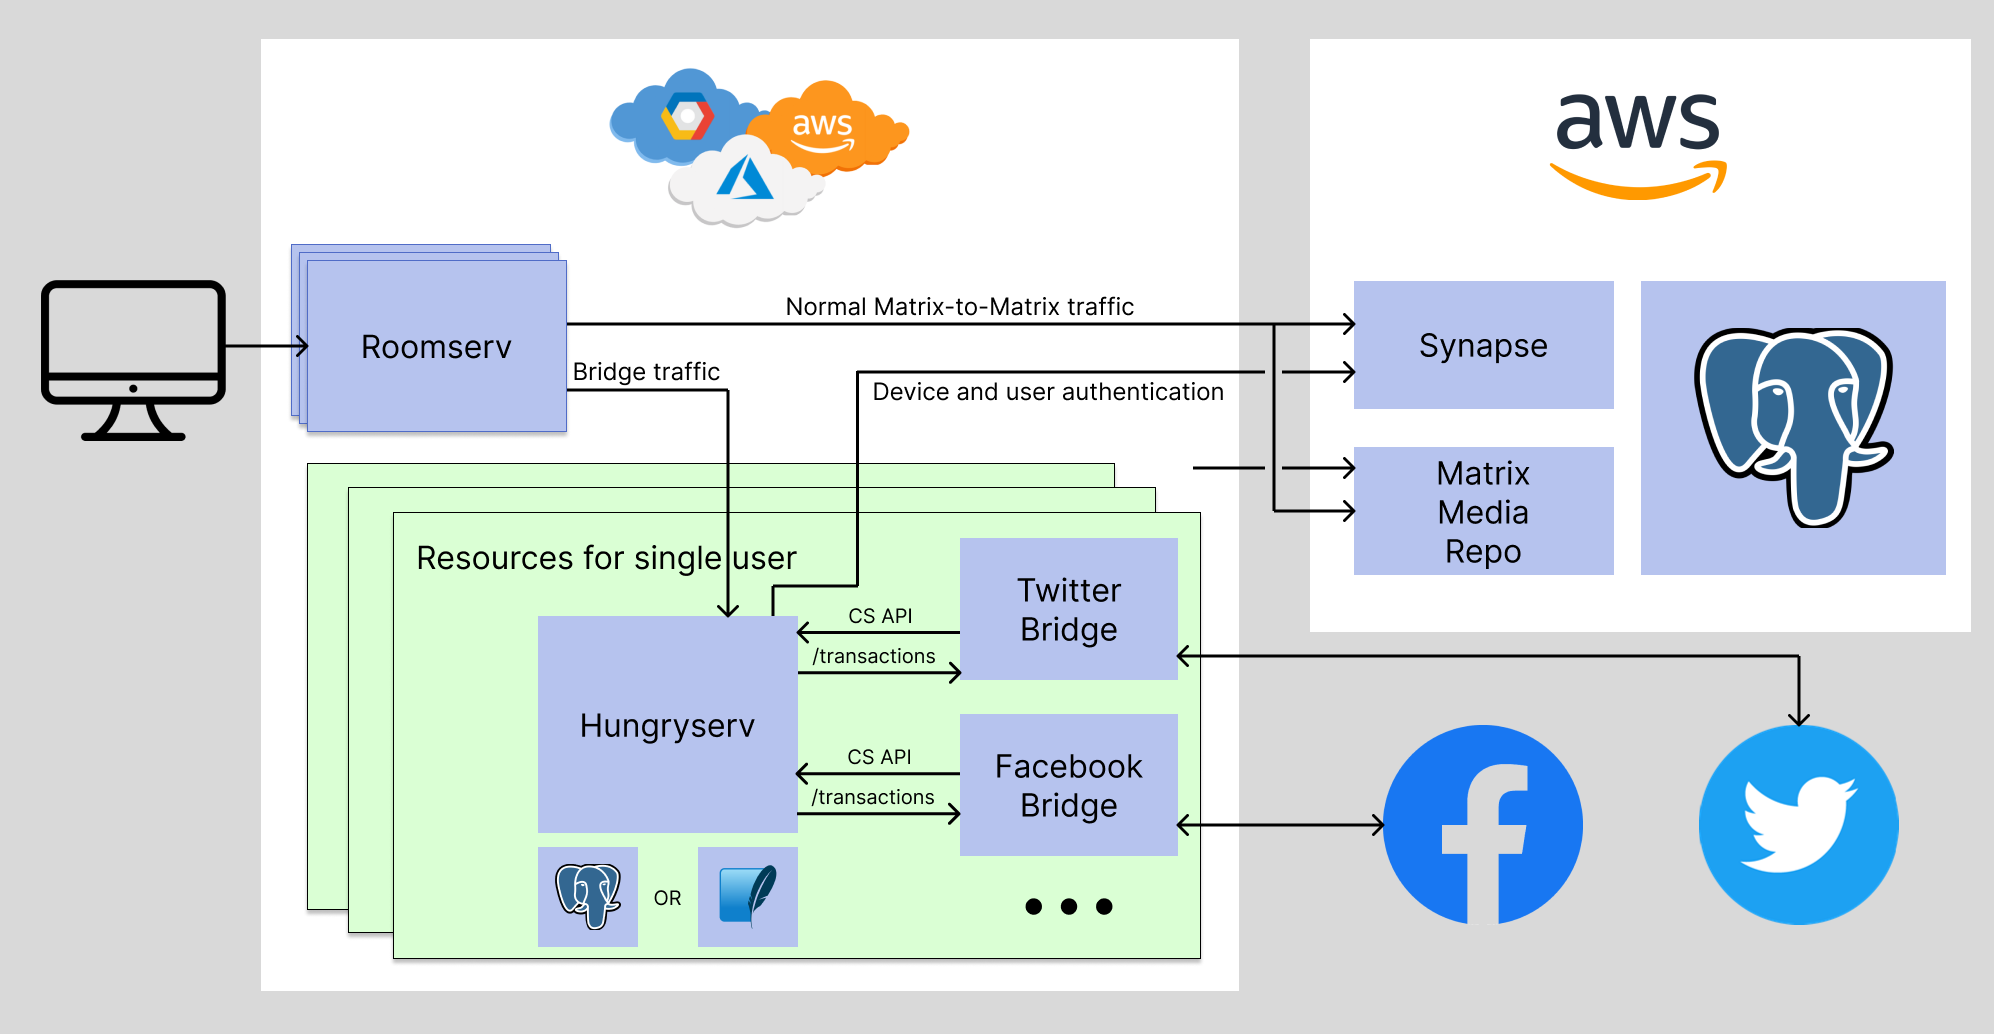 aws
aws
Normal Matrix-to-Matrix traffic
Roomserv
Synapse
Bridge traffic
Device and user authentication
Matrix
Media
Repo
Resources for single user
Twitter
Bridge
CS API
/transactions
Hungryserv
CS API
/transactions
Facebook
Bridge
OR